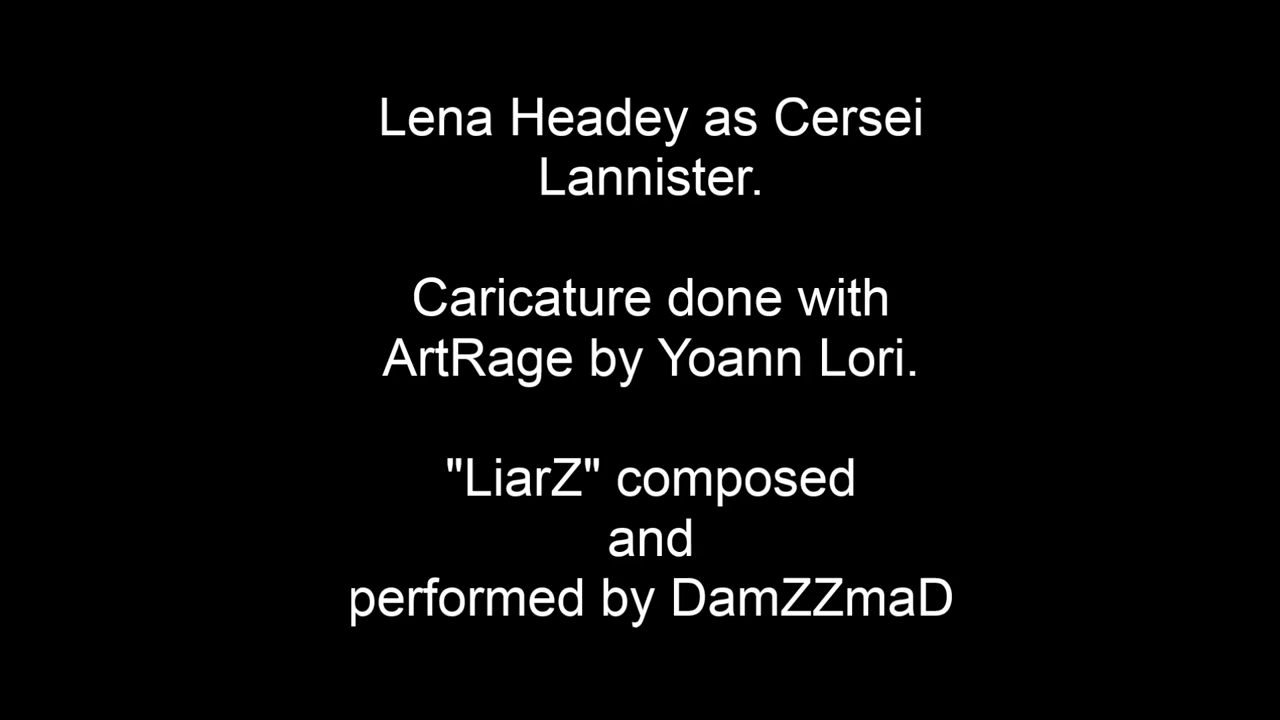 Lena Headey as Cersei
Lannister.
Caricature done with
ArtRage by Yoann Lori.
"LiarZ" composed
and
performed by DamZZmaD